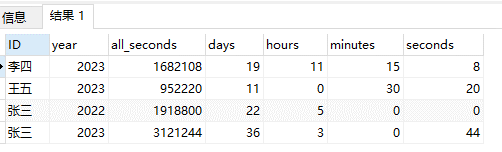 信息 结果 1
ID year all_seconds days hours minutes seconds
李四 2023 1682108 19 11 15 8
王五 2023 952220 11 0 30 20
张三 2022 1918800 22 5 0 0
张三 2023 3121244 36 3 0 44